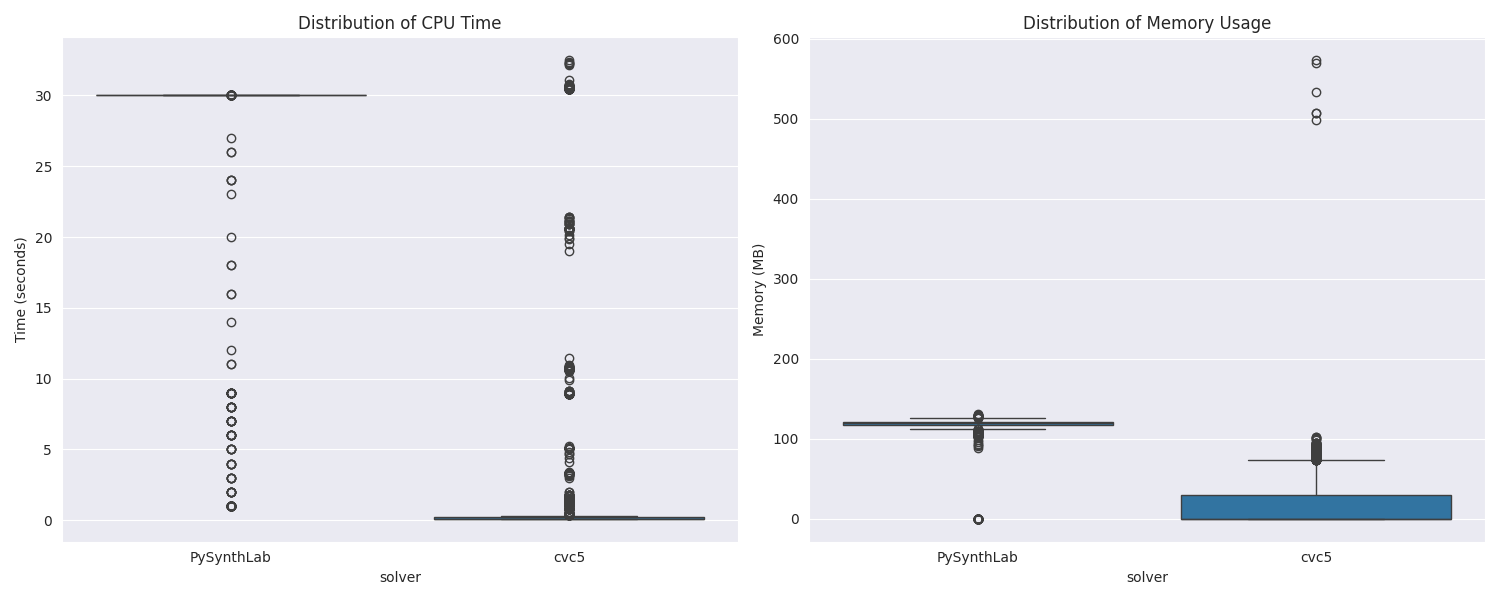 Distribution of CPU Time
Time (seconds)
30
25
20
15
10
5
0
PySynthLab cvc5
solver
Distribution of Memory Usage
Memory (MB)
600
500
400
300
200
100
0
PySynthLab cvc5
solver